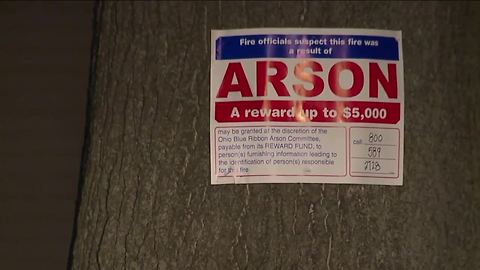 Fire officials suspect this fire was
a result of
ARSON
A reward up to $5,000
may be granted at the discretion of the
Ohio Blue Ribbon Arson Committee,
payable from its REWARD FUND, to
person(s) furnishing information leading to
the identification of person(s) responsible
for this fire
call 800
589
2728